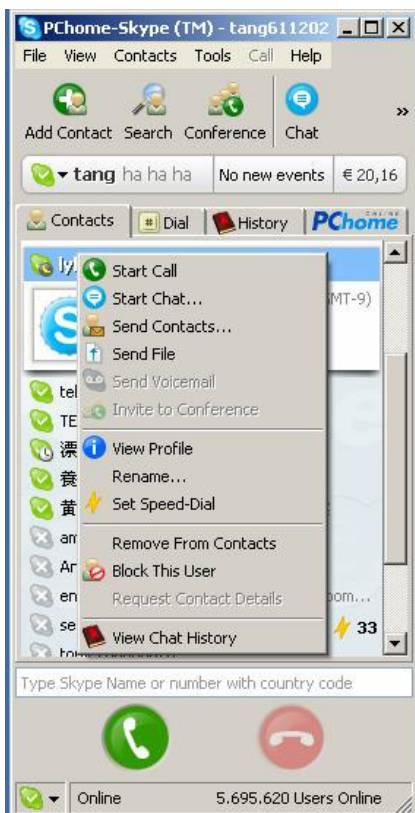 PChome-Skype (TM) - tang611202
File View Contacts Tools Call Help
Add Contact Search Conference Chat »
tang ha ha ha No new events € 20,16
Contacts Dial History PChome ONLINE
Start Call
Start Chat... MT-9)
Send Contacts...
Send File
Send Voicemail
tel
Invite to Conference
TE
漂 View Profile
養 Rename...
黄 Set Speed-Dial
am
Remove From Contacts
Ar Block This User
en Request Contact Details oom...
se View Chat History 33
Type Skype Name or number with country code
Online 5.695.620 Users Online